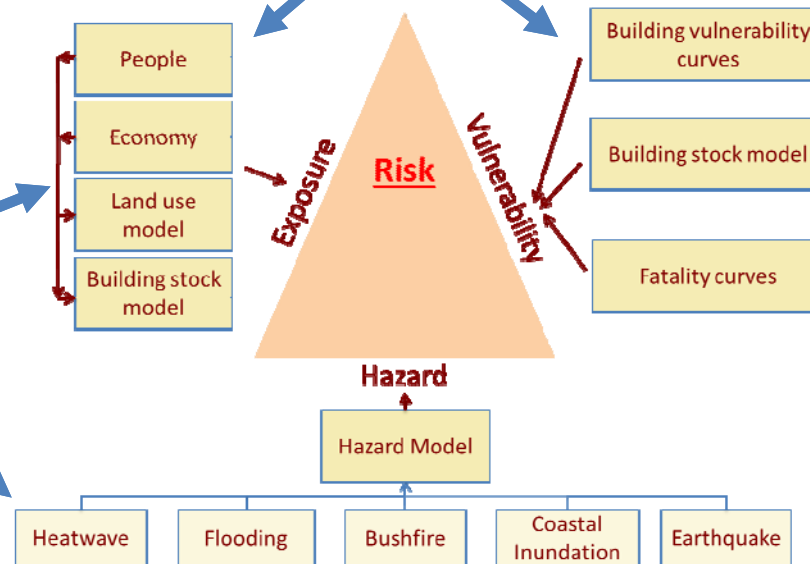 People
Economy
Land use
model
Building stock
model
Exposure
Risk
Vulnerability
Building vulnerability
curves
Building stock model
Fatality curves
Hazard
Hazard Model
Heatwave
Flooding
Bushfire
Coastal
Inundation
Earthquake